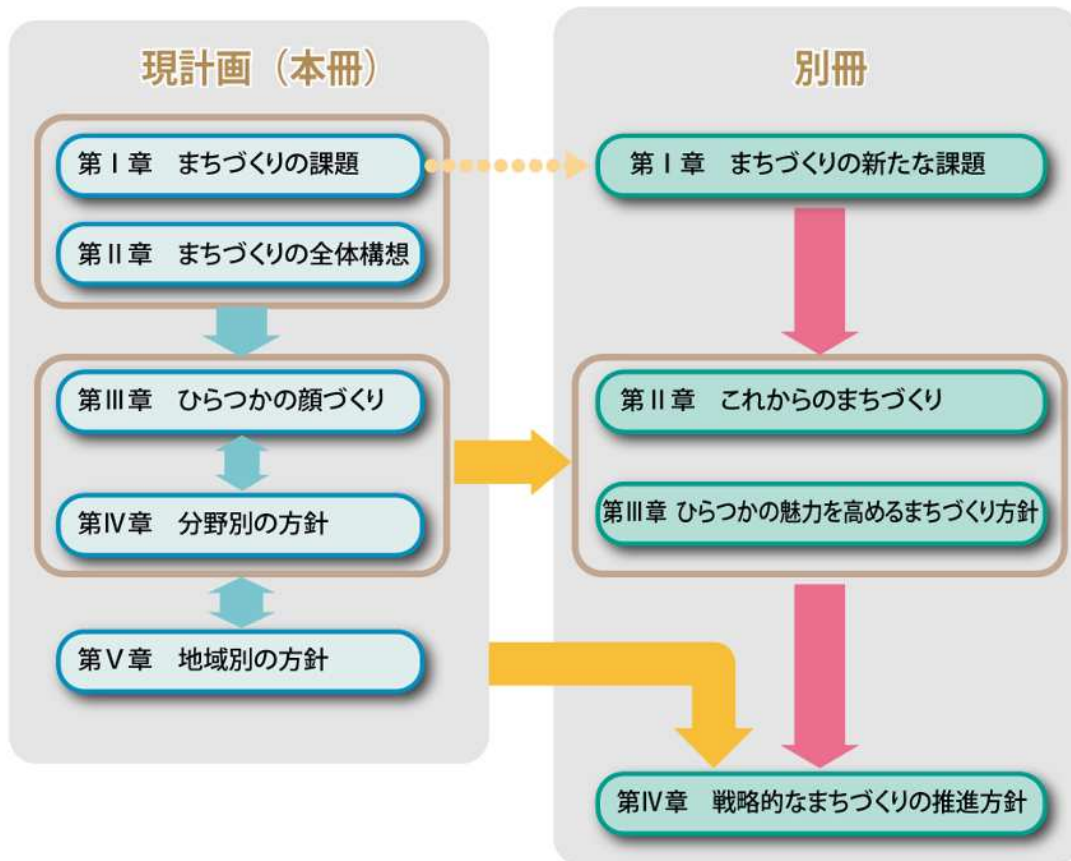 現計画（本冊）
第Ⅰ章　まちづくりの課題
第Ⅱ章　まちづくりの全体構想
第Ⅲ章　ひらつかの顔づくり
第Ⅳ章　分野別の方針
第Ⅴ章　地域別の方針
別冊
第Ⅰ章　まちづくりの新たな課題
第Ⅱ章　これからのまちづくり
第Ⅲ章 ひらつかの魅力を高めるまちづくり方針
第Ⅳ章　戦略的なまちづくりの推進方針